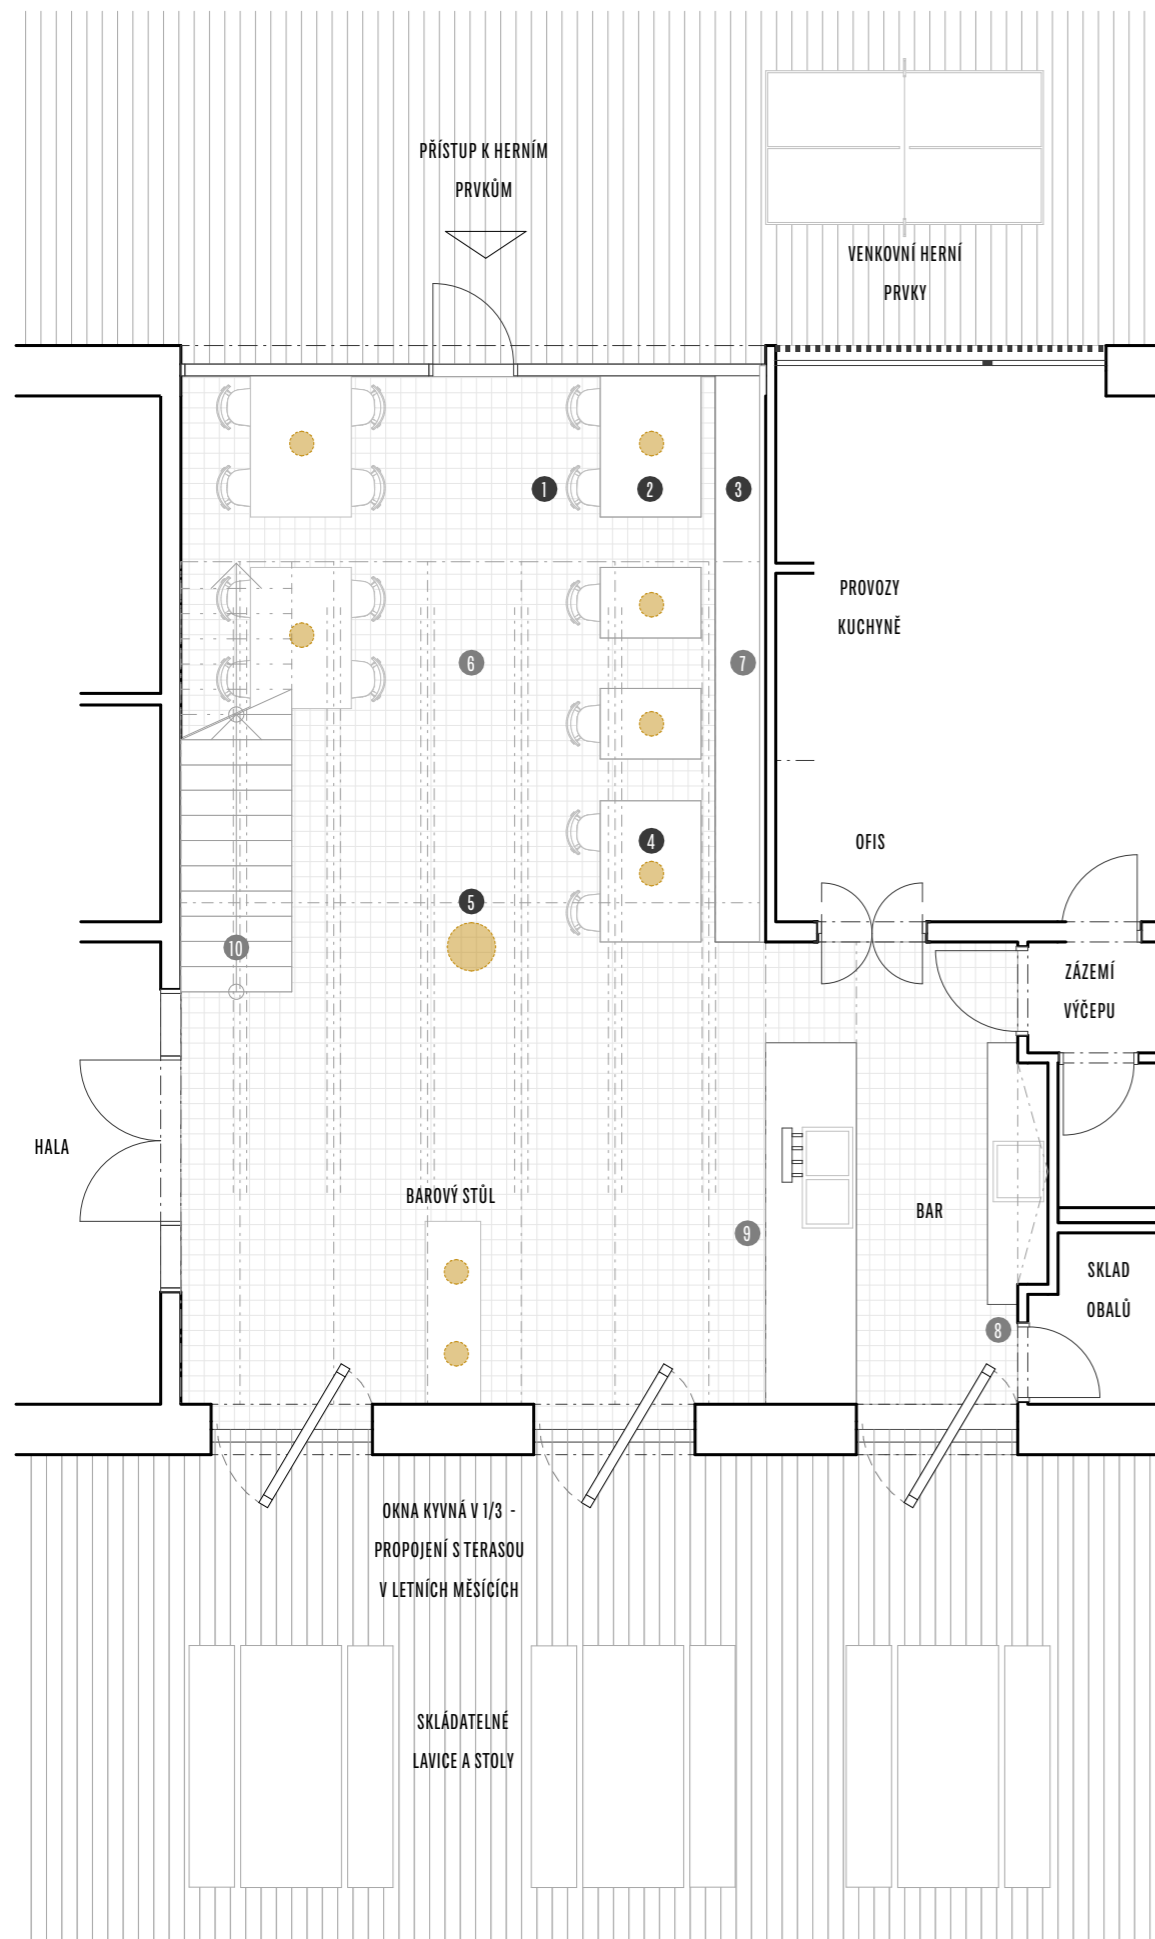 PŘÍSTUP K HERNÍM
PRVKŮM
VENKOVNÍ HERNÍ
PRVKY
1
2
3
PROVOZY
KUCHYNĚ
6
7
4
OFIS
5
10
ZÁZEMÍ
VÝČEPU
HALA
BAROVÝ STŮL
BAR
9
SKLAD
OBALŮ
8
OKNA KYVNÁ V 1/3 -
PROPOJENÍ S TERASOU
V LETNÍCH MĚSÍCÍCH
SKLÁDATELNÉ
LAVICE A STOLY